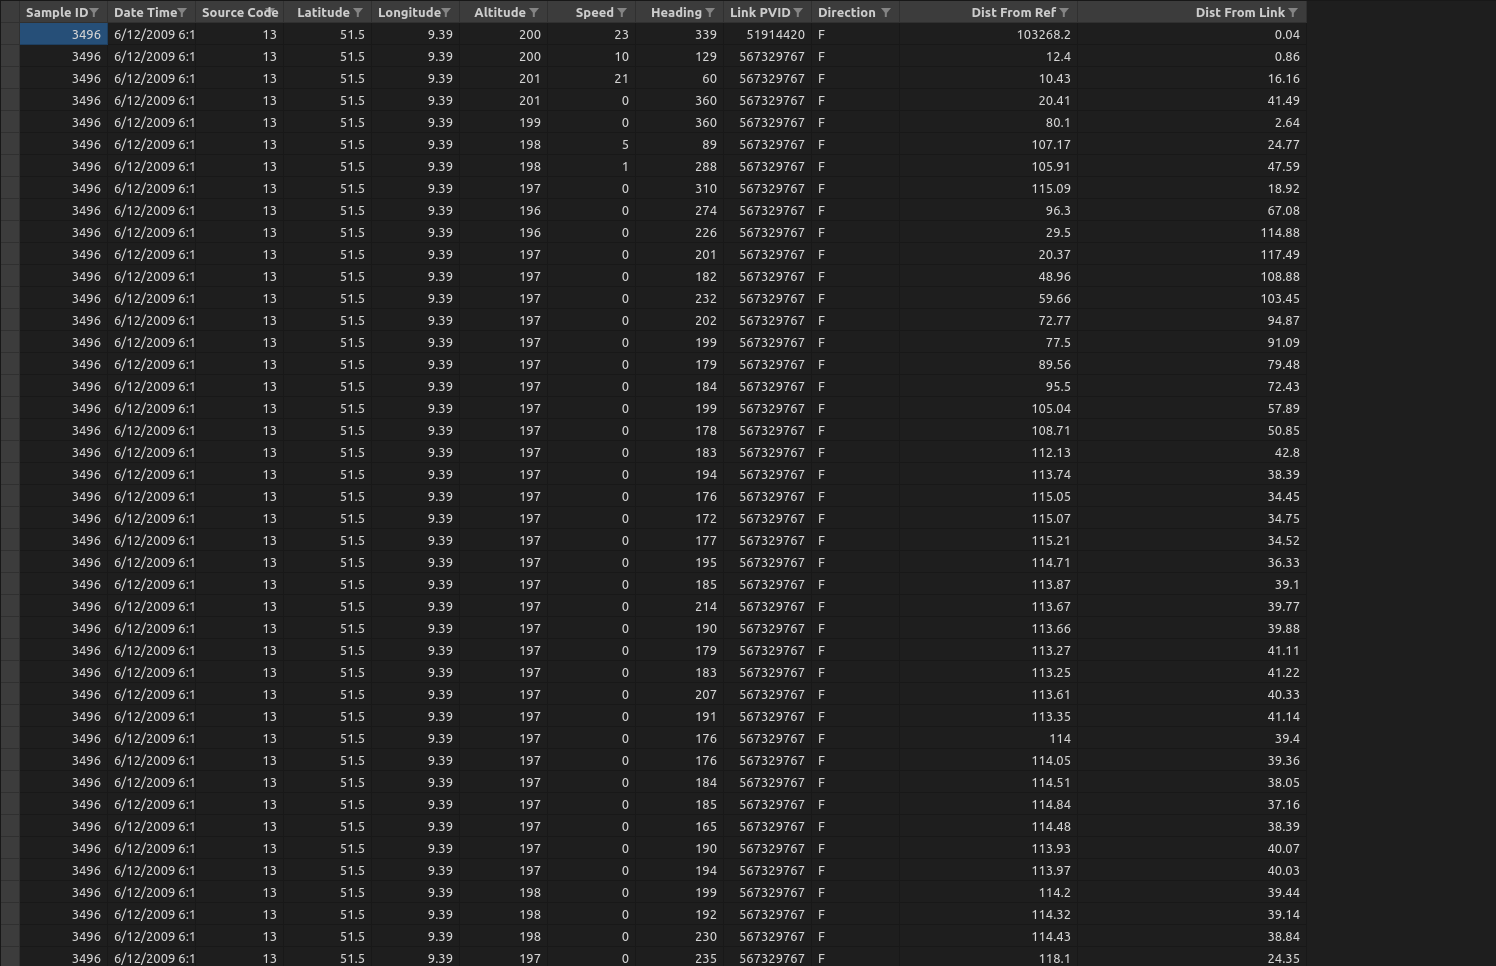 Sample ID Date Time Source Code Latitude Longitude Altitude Speed Heading Link PVID Direction Dist From Ref Dist From Link
3496 6/12/2009 6:1 13 51.5 9.39 200 23 339 51914420 F 103268.2 0.04
3496 6/12/2009 6:1 13 51.5 9.39 200 10 129 567329767 F 12.4 0.86
3496 6/12/2009 6:1 13 51.5 9.39 201 21 60 567329767 F 10.43 16.16
3496 6/12/2009 6:1 13 51.5 9.39 201 0 360 567329767 F 20.41 41.49
3496 6/12/2009 6:1 13 51.5 9.39 199 0 360 567329767 F 80.1 2.64
3496 6/12/2009 6:1 13 51.5 9.39 198 5 89 567329767 F 107.17 24.77
3496 6/12/2009 6:1 13 51.5 9.39 198 1 288 567329767 F 105.91 47.59
3496 6/12/2009 6:1 13 51.5 9.39 197 0 310 567329767 F 115.09 18.92
3496 6/12/2009 6:1 13 51.5 9.39 196 0 274 567329767 F 96.3 67.08
3496 6/12/2009 6:1 13 51.5 9.39 196 0 226 567329767 F 29.5 114.88
3496 6/12/2009 6:1 13 51.5 9.39 197 0 201 567329767 F 20.37 117.49
3496 6/12/2009 6:1 13 51.5 9.39 197 0 182 567329767 F 48.96 108.88
3496 6/12/2009 6:1 13 51.5 9.39 197 0 232 567329767 F 59.66 103.45
3496 6/12/2009 6:1 13 51.5 9.39 197 0 202 567329767 F 72.77 94.87
3496 6/12/2009 6:1 13 51.5 9.39 197 0 199 567329767 F 77.5 91.09
3496 6/12/2009 6:1 13 51.5 9.39 197 0 179 567329767 F 89.56 79.48
3496 6/12/2009 6:1 13 51.5 9.39 197 0 184 567329767 F 95.5 72.43
3496 6/12/2009 6:1 13 51.5 9.39 197 0 199 567329767 F 105.04 57.89
3496 6/12/2009 6:1 13 51.5 9.39 197 0 178 567329767 F 108.71 50.85
3496 6/12/2009 6:1 13 51.5 9.39 197 0 183 567329767 F 112.13 42.8
3496 6/12/2009 6:1 13 51.5 9.39 197 0 194 567329767 F 113.74 38.39
3496 6/12/2009 6:1 13 51.5 9.39 197 0 176 567329767 F 115.05 34.45
3496 6/12/2009 6:1 13 51.5 9.39 197 0 172 567329767 F 115.07 34.75
3496 6/12/2009 6:1 13 51.5 9.39 197 0 177 567329767 F 115.21 34.52
3496 6/12/2009 6:1 13 51.5 9.39 197 0 195 567329767 F 114.71 36.33
3496 6/12/2009 6:1 13 51.5 9.39 197 0 185 567329767 F 113.87 39.1
3496 6/12/2009 6:1 13 51.5 9.39 197 0 214 567329767 F 113.67 39.77
3496 6/12/2009 6:1 13 51.5 9.39 197 0 190 567329767 F 113.66 39.88
3496 6/12/2009 6:1 13 51.5 9.39 197 0 179 567329767 F 113.27 41.11
3496 6/12/2009 6:1 13 51.5 9.39 197 0 183 567329767 F 113.25 41.22
3496 6/12/2009 6:1 13 51.5 9.39 197 0 207 567329767 F 113.61 40.33
3496 6/12/2009 6:1 13 51.5 9.39 197 0 191 567329767 F 113.35 41.14
3496 6/12/2009 6:1 13 51.5 9.39 197 0 176 567329767 F 114 39.4
3496 6/12/2009 6:1 13 51.5 9.39 197 0 176 567329767 F 114.05 39.36
3496 6/12/2009 6:1 13 51.5 9.39 197 0 184 567329767 F 114.51 38.05
3496 6/12/2009 6:1 13 51.5 9.39 197 0 185 567329767 F 114.84 37.16
3496 6/12/2009 6:1 13 51.5 9.39 197 0 165 567329767 F 114.48 38.39
3496 6/12/2009 6:1 13 51.5 9.39 197 0 190 567329767 F 113.93 40.07
3496 6/12/2009 6:1 13 51.5 9.39 197 0 194 567329767 F 113.97 40.03
3496 6/12/2009 6:1 13 51.5 9.39 198 0 199 567329767 F 114.2 39.44
3496 6/12/2009 6:1 13 51.5 9.39 198 0 192 567329767 F 114.32 39.14
3496 6/12/2009 6:1 13 51.5 9.39 198 0 230 567329767 F 114.43 38.84
3496 6/12/2009 6:1 13 51.5 9.39 197 0 235 567329767 F 118.1 24.35